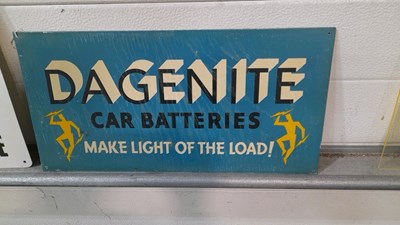 DAGENITE
CAR BATTERIES
MAKE LIGHT OF THE LOAD!